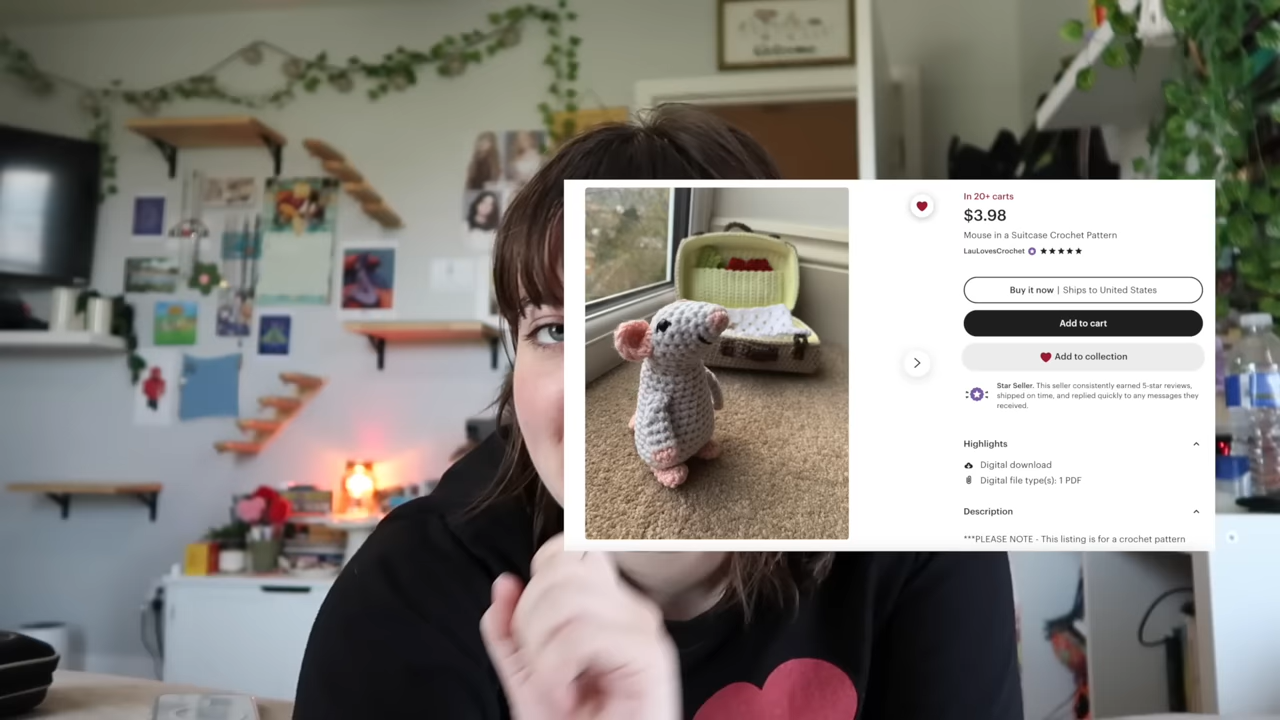 In 20+ carts
$3.98
Mouse in a Suitcase Crochet Pattern
LauLovesCrochet
Buy it now | Ships to United States
Add to cart
Add to collection
Star Seller. This seller consistently earned 5-star reviews,
shipped on time, and replied quickly to any messages they
received.
Highlights
Digital download
Digital file type(s): 1 PDF
Description
***PLEASE NOTE - This listing is for a crochet pattern